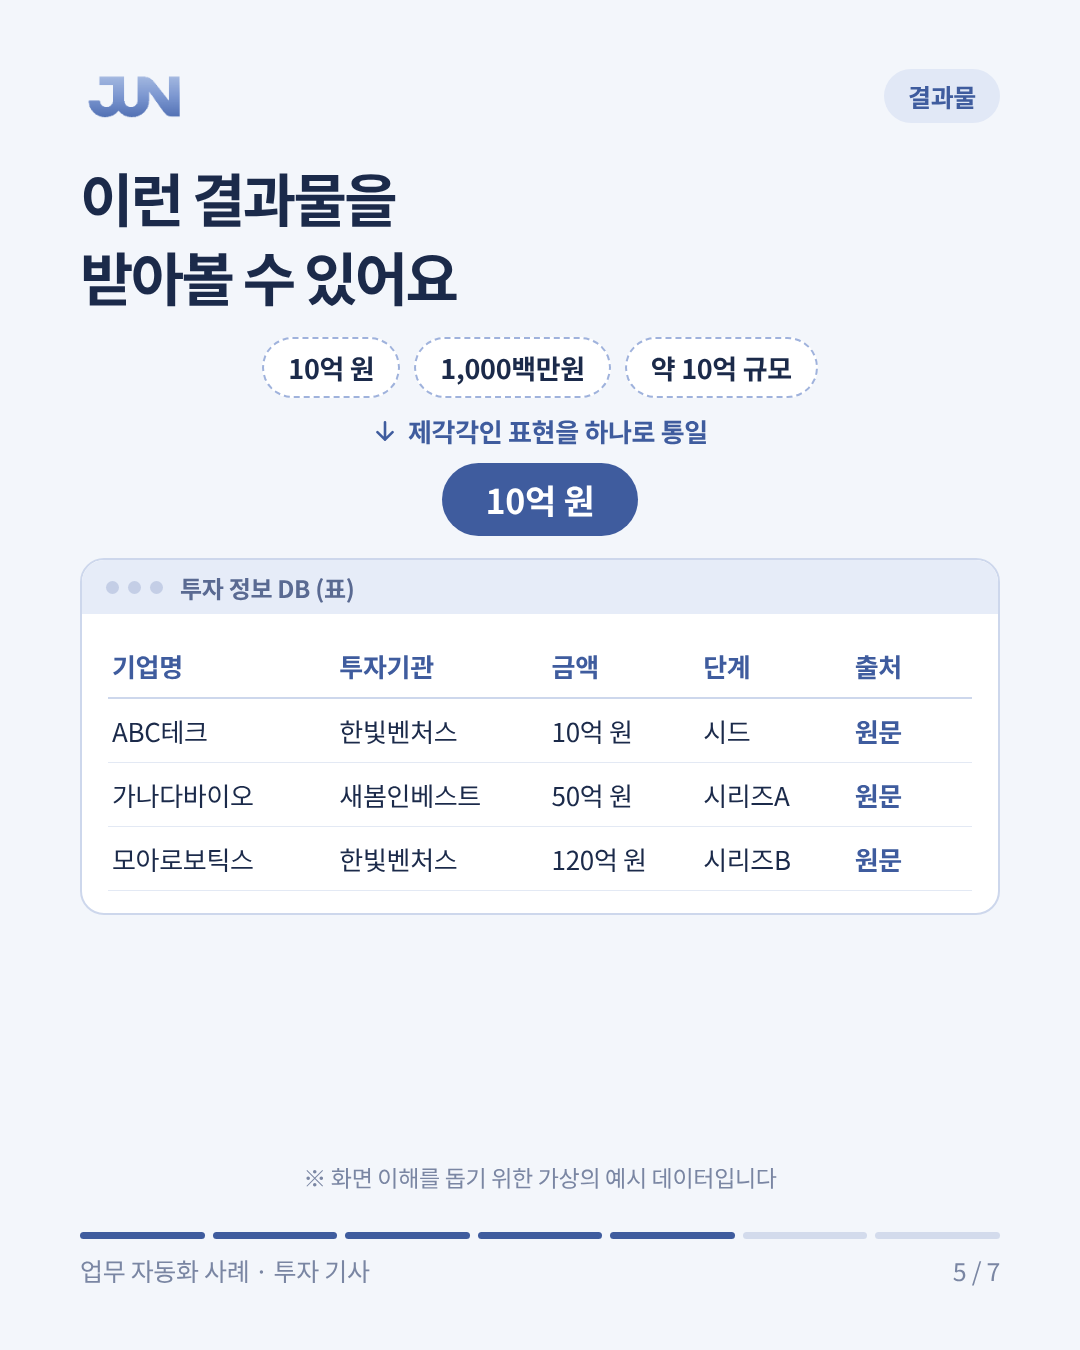 JUN
결과물
이런 결과물을
받아볼 수 있어요
10억 원 1,000백만원 약 10억 규모
↓ 제각각인 표현을 하나로 통일
10억 원
투자 정보 DB (표)
기업명 투자기관 금액 단계 출처
ABC테크 한빛벤처스 10억 원 시드 원문
가나다바이오 새봄인베스트 50억 원 시리즈A 원문
모아로보틱스 한빛벤처스 120억 원 시리즈B 원문
※ 화면 이해를 돕기 위한 가상의 예시 데이터입니다
업무 자동화 사례 · 투자 기사 5 / 7